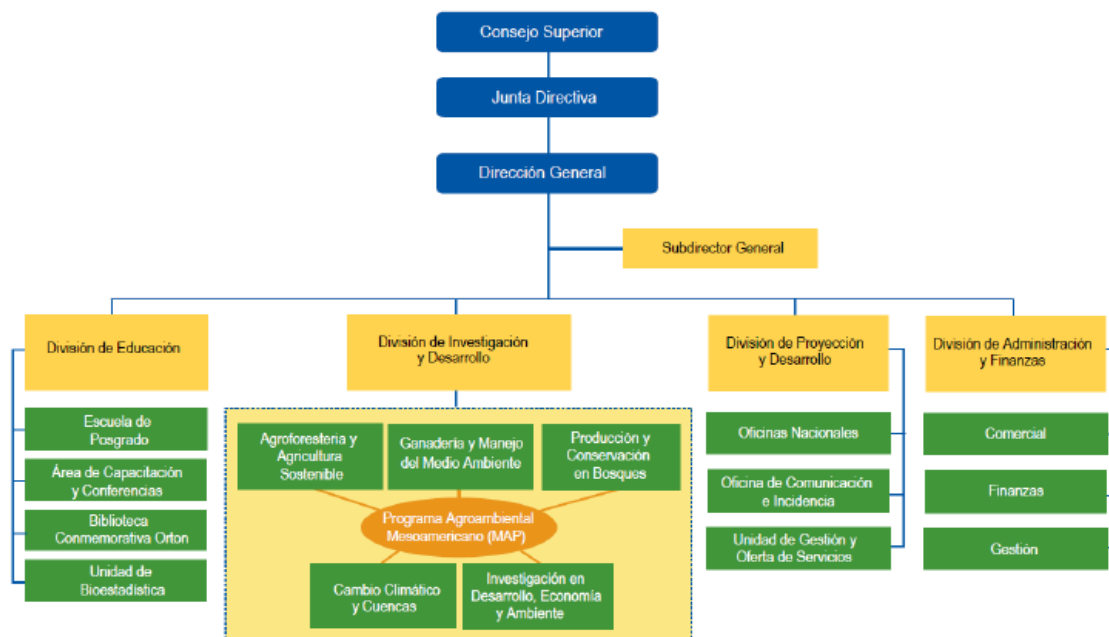 Consejo Superior
Junta Directiva
Dirección General
Subdirector General
División de Educación
Escuela de
Posgrado
Área de Capacitación
y Conferencias
Biblioteca
Conmemorativa Orton
Unidad de
Bioestadística
División de Investigación
y Desarrollo
Agroforestería y
Agricultura
Sostenible
Ganadería y Manejo
del Medio Ambiente
Producción y
Conservación
en Bosques
Programa Agroambiental
Mesoamericano (MAP)
Cambio Climático
y Cuencas
Investigación en
Desarrollo, Economía
y Ambiente
División de Proyección
y Desarrollo
Oficinas Nacionales
Oficina de Comunicación
e Incidencia
Unidad de Gestión y
Oferta de Servicios
División de Administración
y Finanzas
Comercial
Finanzas
Gestión